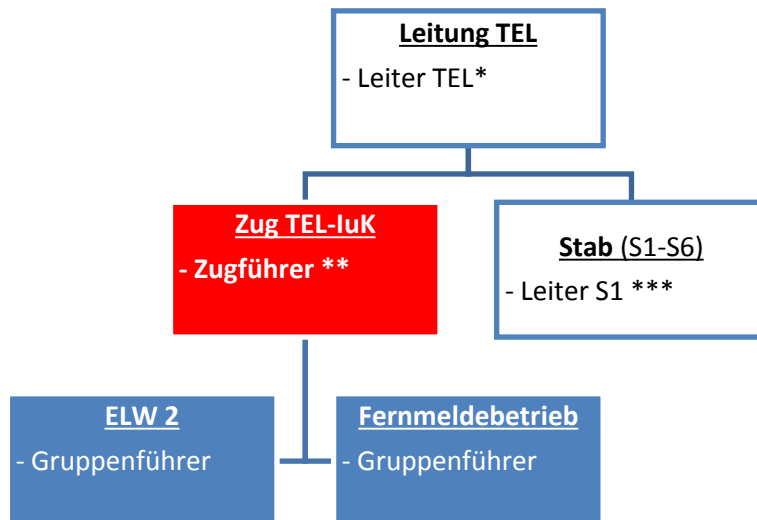 Leitung TEL
- Leiter TEL*
Zug TEL-IuK
- Zugführer **
Stab (S1-S6)
- Leiter S1 ***
ELW 2
- Gruppenführer
Fernmeldebetrieb
- Gruppenführer